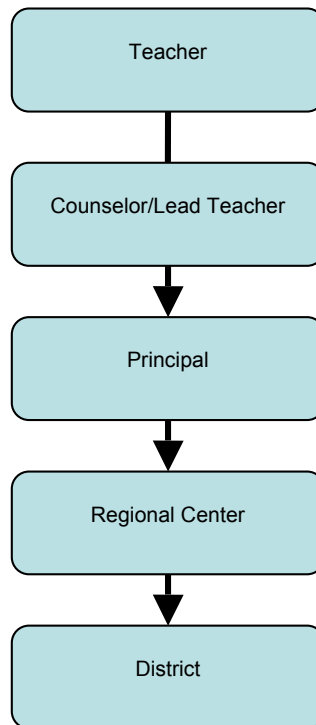 Teacher
Counselor/Lead Teacher
Principal
Regional Center
District